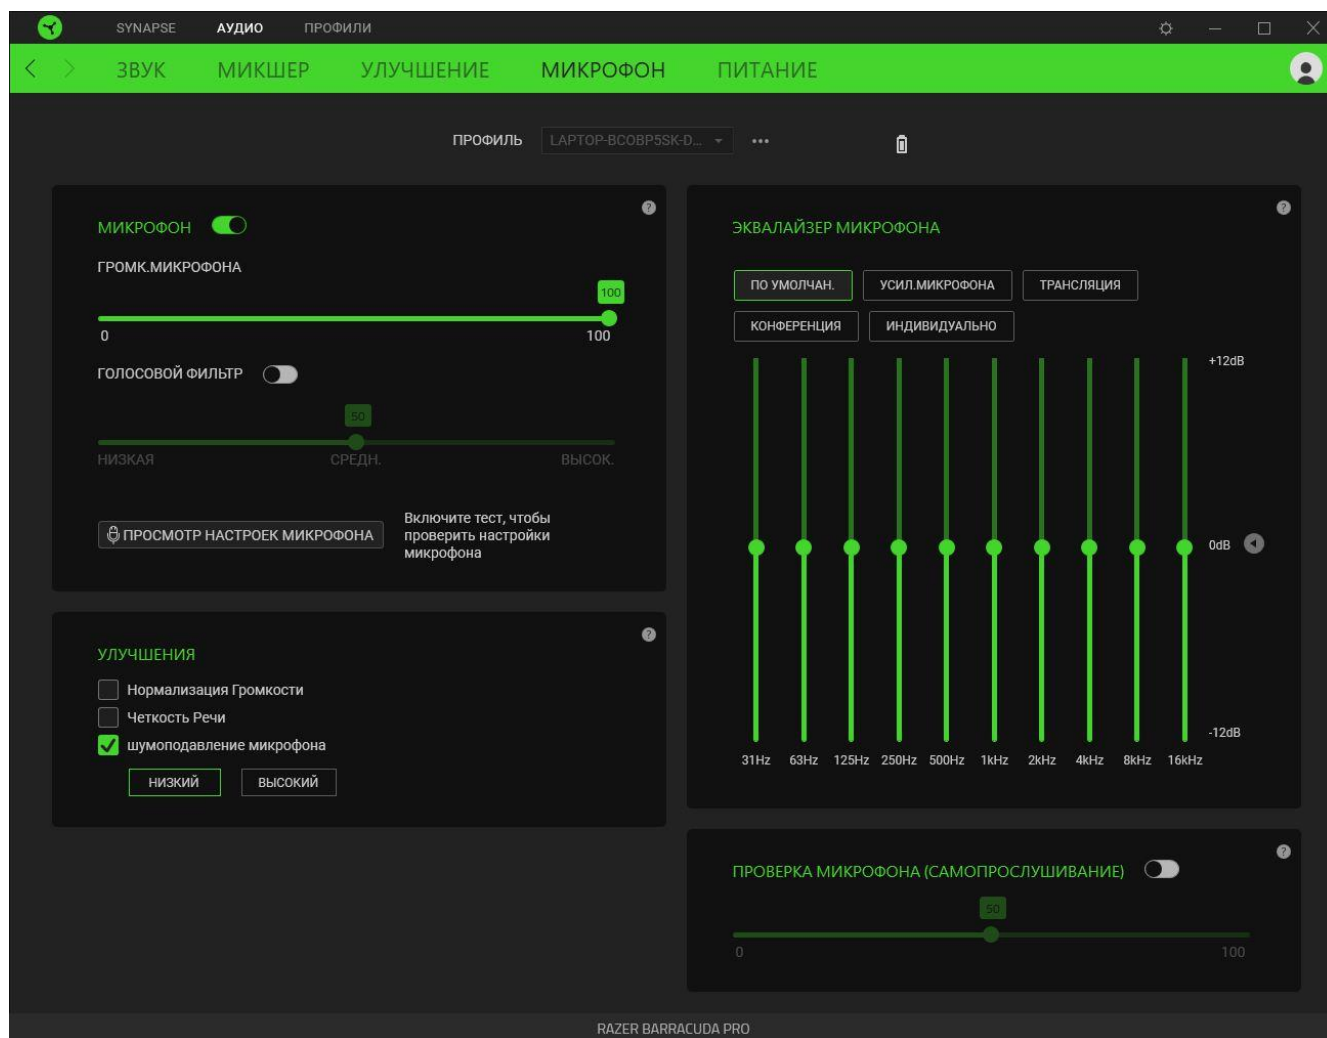 SYNAPSE АУДИО ПРОФИЛИ
ЗВУК МИКШЕР УЛУЧШЕНИЕ МИКРОФОН ПИТАНИЕ
ПРОФИЛЬ LAPTOP-BCOBP5SK-D...
МИКРОФОН
ГРОМК.МИКРОФОНА
100
0 100
ГОЛОСОВОЙ ФИЛЬТР
50
НИЗКАЯ СРЕДН. ВЫСОК.
ПРОСМОТР НАСТРОЕК МИКРОФОНА
Включите тест, чтобы
проверить настройки
микрофона
УЛУЧШЕНИЯ
Нормализация Громкости
Четкость Речи
шумоподавление микрофона
НИЗКИЙ ВЫСОКИЙ
ЭКВАЛАЙЗЕР МИКРОФОНА
ПО УМОЛЧАН. УСИЛ.МИКРОФОНА ТРАНСЛЯЦИЯ
КОНФЕРЕНЦИЯ ИНДИВИДУАЛЬНО
+12dB
0dB
-12dB
31Hz 63Hz 125Hz 250Hz 500Hz 1kHz 2kHz 4kHz 8kHz 16kHz
ПРОВЕРКА МИКРОФОНА (САМОПРОСЛУШИВАНИЕ)
50
0 100
RAZER BARRACUDA PRO